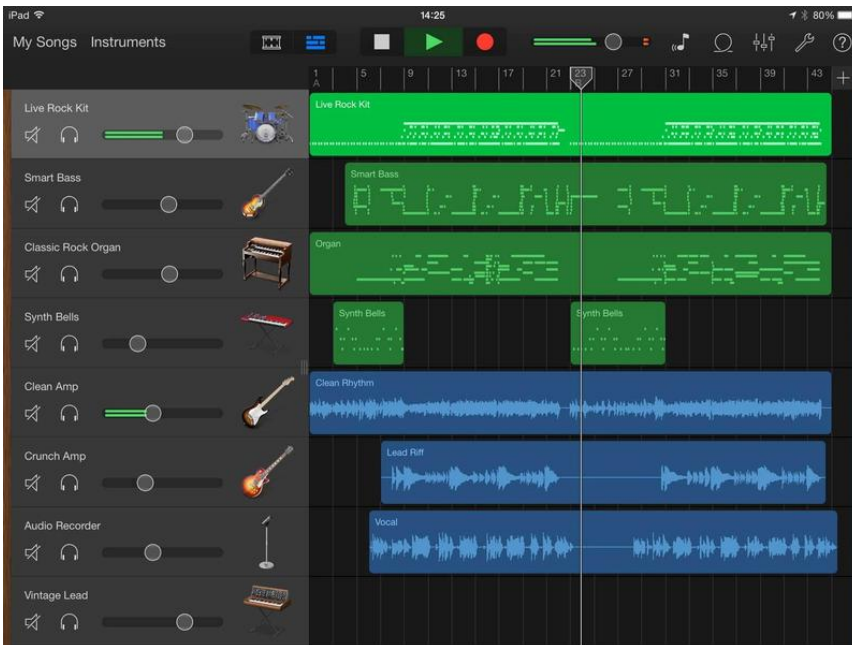 iPad 14:25 80%
My Songs Instruments ?
1 5 9 13 17 21 23 27 31 35 39 43 +
A B
Live Rock Kit Live Rock Kit
Smart Bass Smart Bass
Classic Rock Organ Organ
Synth Bells Synth Bells Synth Bells
Clean Amp Clean Rhythm
Crunch Amp Lead Riff
Audio Recorder Vocal
Vintage Lead